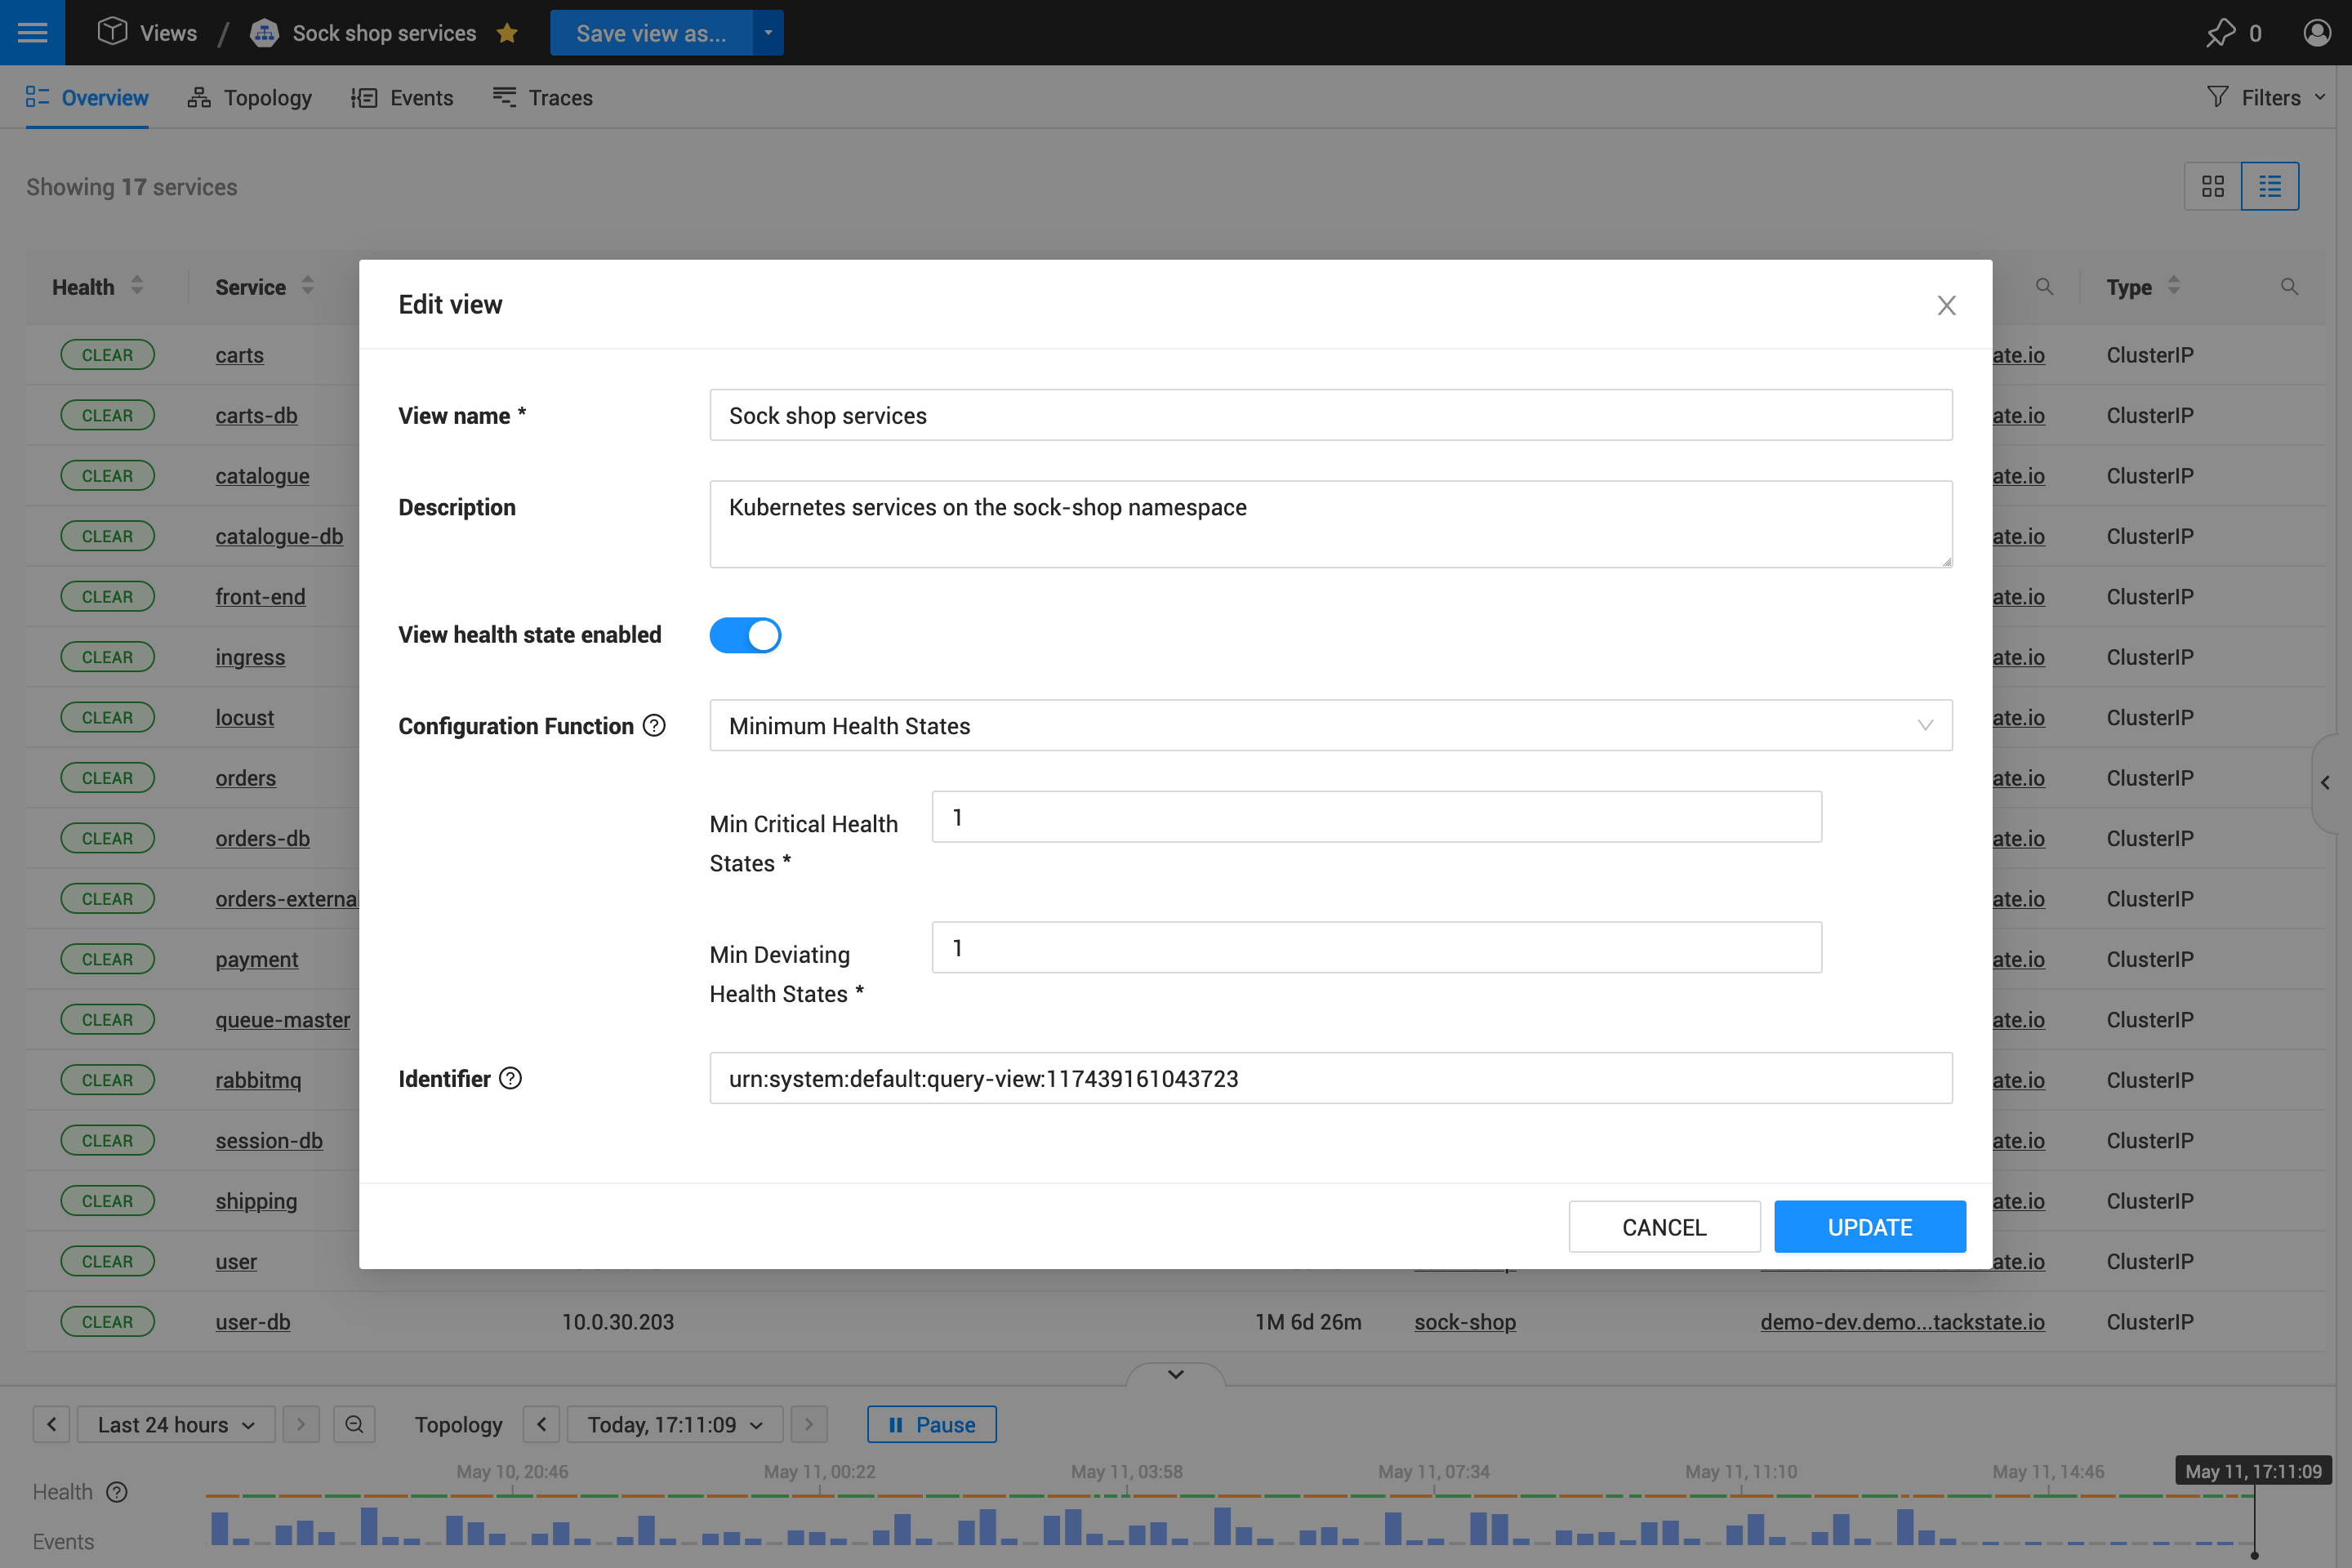 Views / Sock shop services Save view as... 0
Overview Topology Events Traces Filters
Showing 17 services
Health Service Type
Edit view
View name * Sock shop services
Description Kubernetes services on the sock-shop namespace
View health state enabled
Configuration Function ? Minimum Health States
Min Critical Health States * 1
Min Deviating Health States * 1
Identifier ? urn:system:default:query-view:117439161043723
CANCEL UPDATE
CLEAR carts ate.io ClusterIP
CLEAR carts-db ate.io ClusterIP
CLEAR catalogue ate.io ClusterIP
CLEAR catalogue-db ate.io ClusterIP
CLEAR front-end ate.io ClusterIP
CLEAR ingress ate.io ClusterIP
CLEAR locust ate.io ClusterIP
CLEAR orders ate.io ClusterIP
CLEAR orders-db ate.io ClusterIP
CLEAR orders-external ate.io ClusterIP
CLEAR payment ate.io ClusterIP
CLEAR queue-master ate.io ClusterIP
CLEAR rabbitmq ate.io ClusterIP
CLEAR session-db ate.io ClusterIP
CLEAR shipping ate.io ClusterIP
CLEAR user ate.io ClusterIP
CLEAR user-db 10.0.30.203 1M 6d 26m sock-shop demo-dev.demo...tackstate.io ClusterIP
Last 24 hours Topology Today, 17:11:09 Pause
May 10, 20:46 May 11, 00:22 May 11, 03:58 May 11, 07:34 May 11, 11:10 May 11, 14:46 May 11, 17:11:09
Health ?
Events